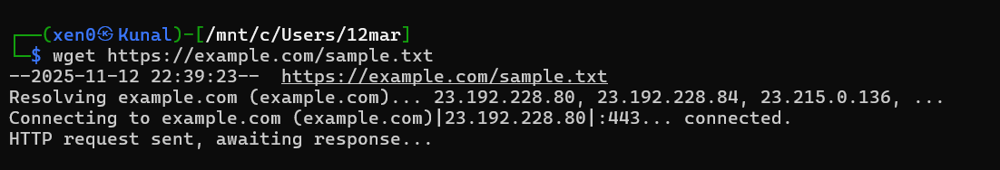 ┌──(xen0㉿Kunal)-[/mnt/c/Users/12mar]
└─$ wget https://example.com/sample.txt
--2025-11-12 22:39:23--  https://example.com/sample.txt
Resolving example.com (example.com)... 23.192.228.80, 23.192.228.84, 23.215.0.136, ...
Connecting to example.com (example.com)|23.192.228.80|:443... connected.
HTTP request sent, awaiting response...